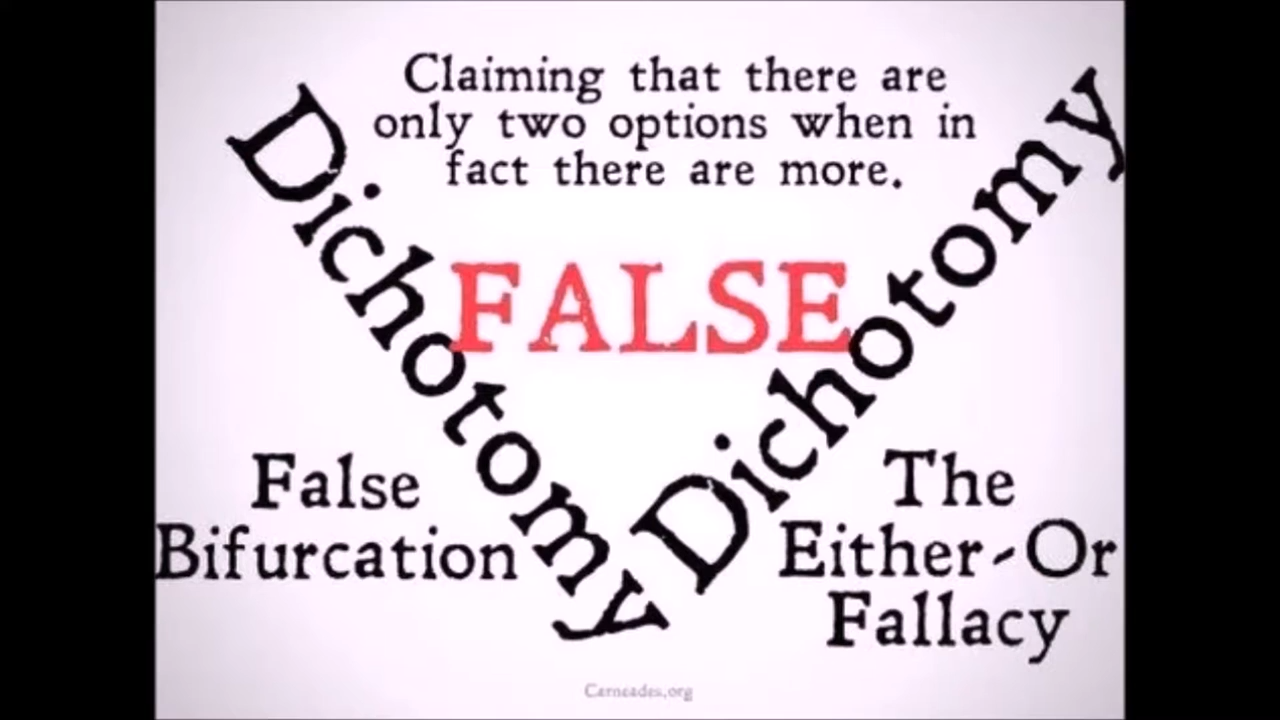 Claiming that there are
only two options when in
fact there are more.
Dichotomy
FALSE
Dichotomy
False
Bifurcation
The
Either-Or
Fallacy
Carneades.org